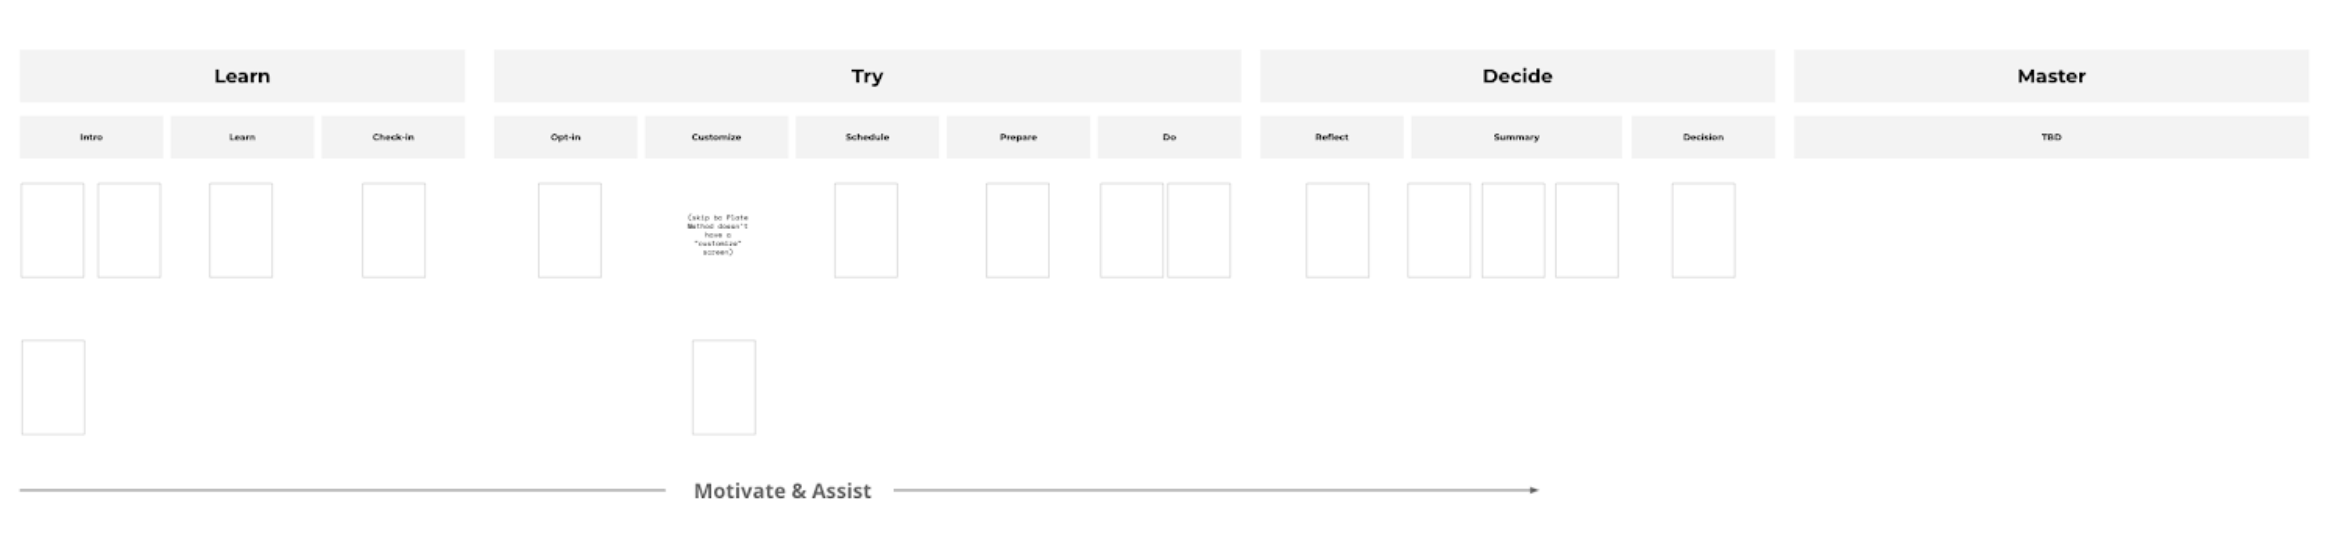 Learn
Try
Decide
Master
Intro
Learn
Check-in
Opt-in
Customize
Schedule
Prepare
Do
Reflect
Summary
Decision
TBD
(skip bc Plate
Method doesn't
have a
"customize"
screen)
Motivate & Assist